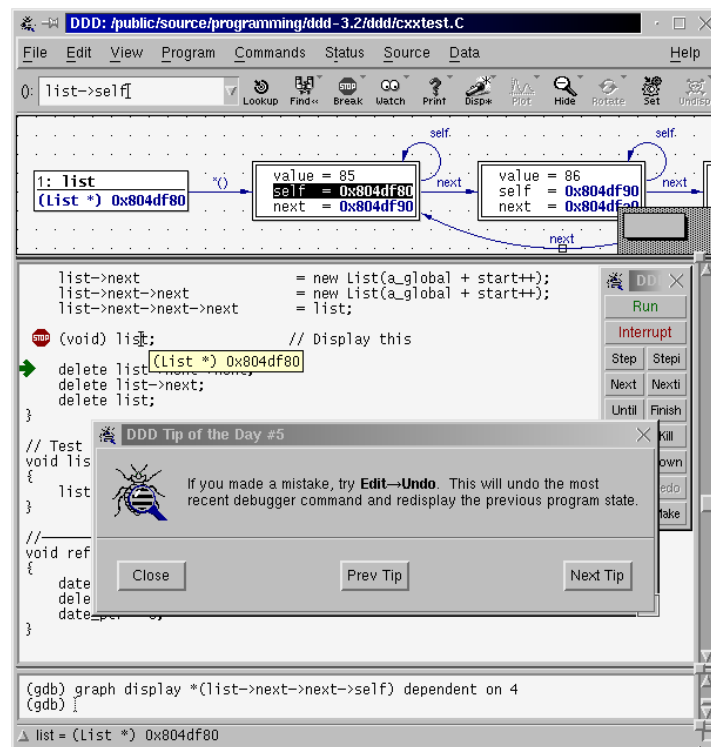 DDD: /public/source/programming/ddd-3.2/ddd/cxxtest.C
File Edit View Program Commands Status Source Data Help
(): list->self
Lookup Find« Break Watch Print Disp* Plot Hide Rotate Set Undisp
self self
1: list
(List *) 0x804df80
*()
value = 85
self = 0x804df80
next = 0x804df90
next
value = 86
self = 0x804df90
next
next
list->next = new List(a_global + start++);
list->next->next = new List(a_global + start++);
list->next->next->next = list;
STOP (void) list; // Display this
(List *) 0x804df80
delete list
delete list->next;
delete list;
}
// Test
void lis
{
list
}
//
void ref
{
date
dele
}
DD
Run
Interrupt
Step Stepi
Next Nexti
Until Finish
Kill
own
edo
Make
DDD Tip of the Day #5
If you made a mistake, try Edit→Undo. This will undo the most
recent debugger command and redisplay the previous program state.
Close Prev Tip Next Tip
(gdb) graph display *(list->next->next->self) dependent on 4
(gdb)
list = (List *) 0x804df80